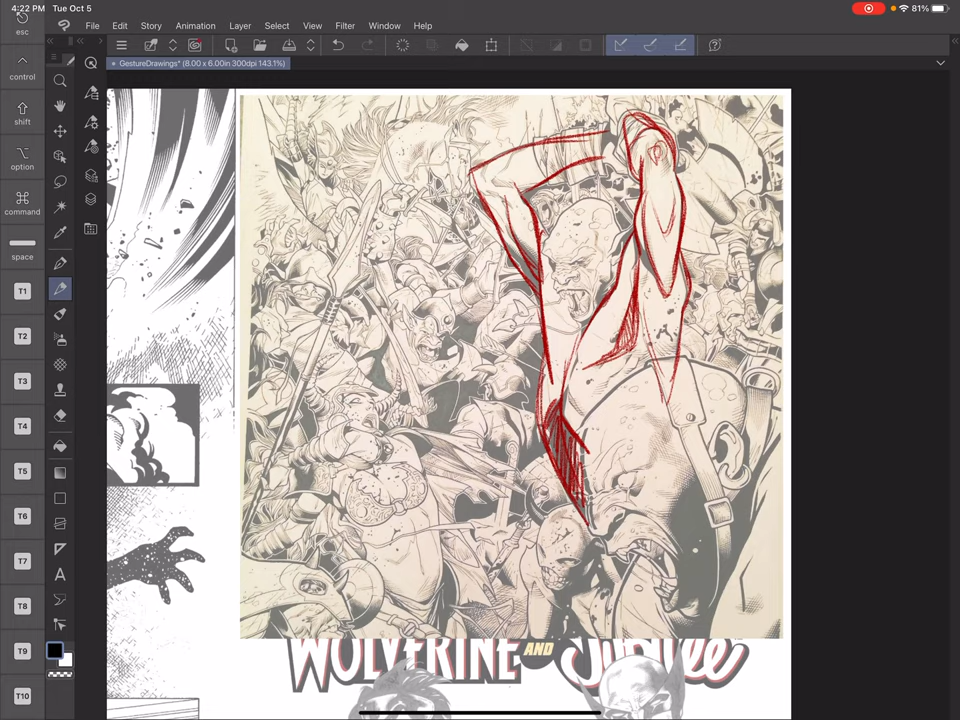 4:22 PM Tue Oct 5
81%
esc
File Edit Story Animation Layer Select View Filter Window Help
control
GestureDrawings* (8.00 x 6.00in 300dpi 143.1%)
shift
option
command
space
T1
T2
T3
T4
T5
T6
T7
T8
T9
T10
A
WOLVERINE AND JUBILEE